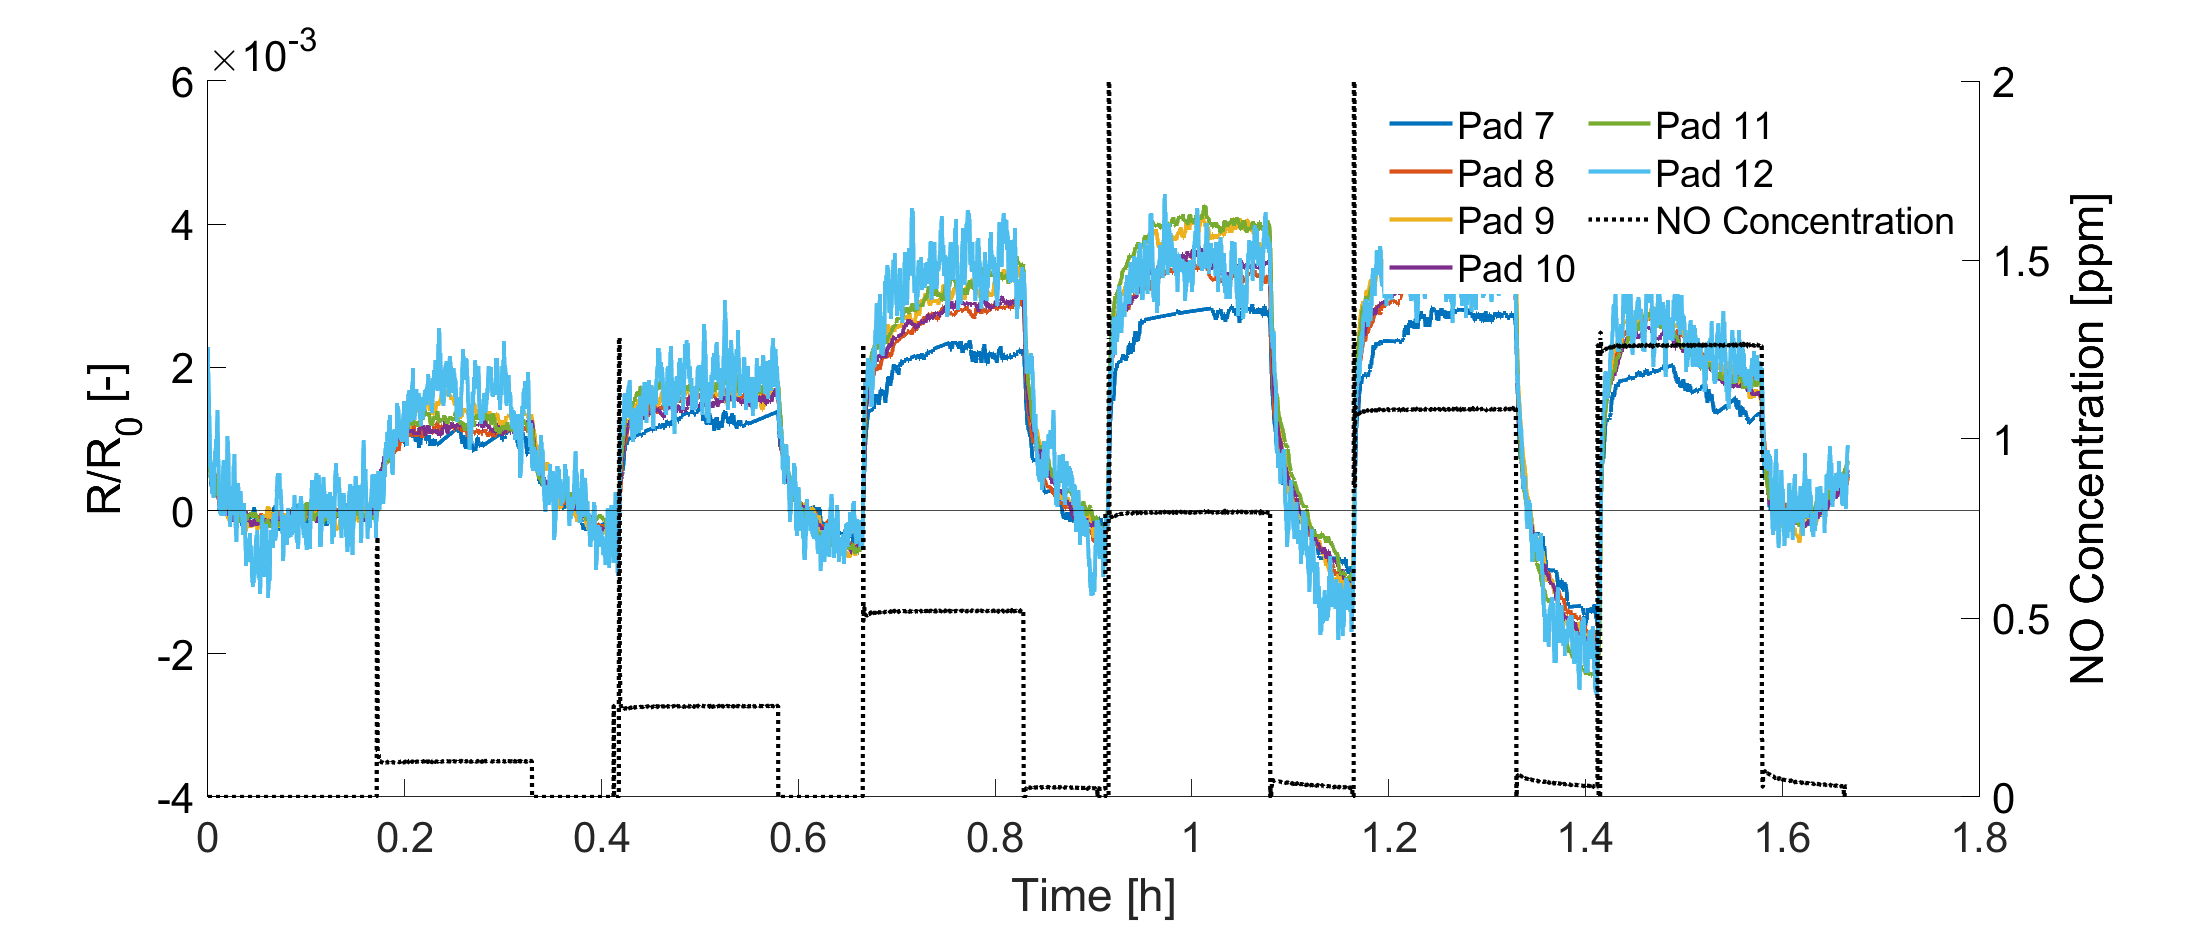 ×10-3
6
4
2
0
-2
-4
R/R0 [-]
0 0.2 0.4 0.6 0.8 1 1.2 1.4 1.6 1.8
Time [h]
2
1.5
1
0.5
0
NO Concentration [ppm]
Pad 7
Pad 8
Pad 9
Pad 10
Pad 11
Pad 12
NO Concentration